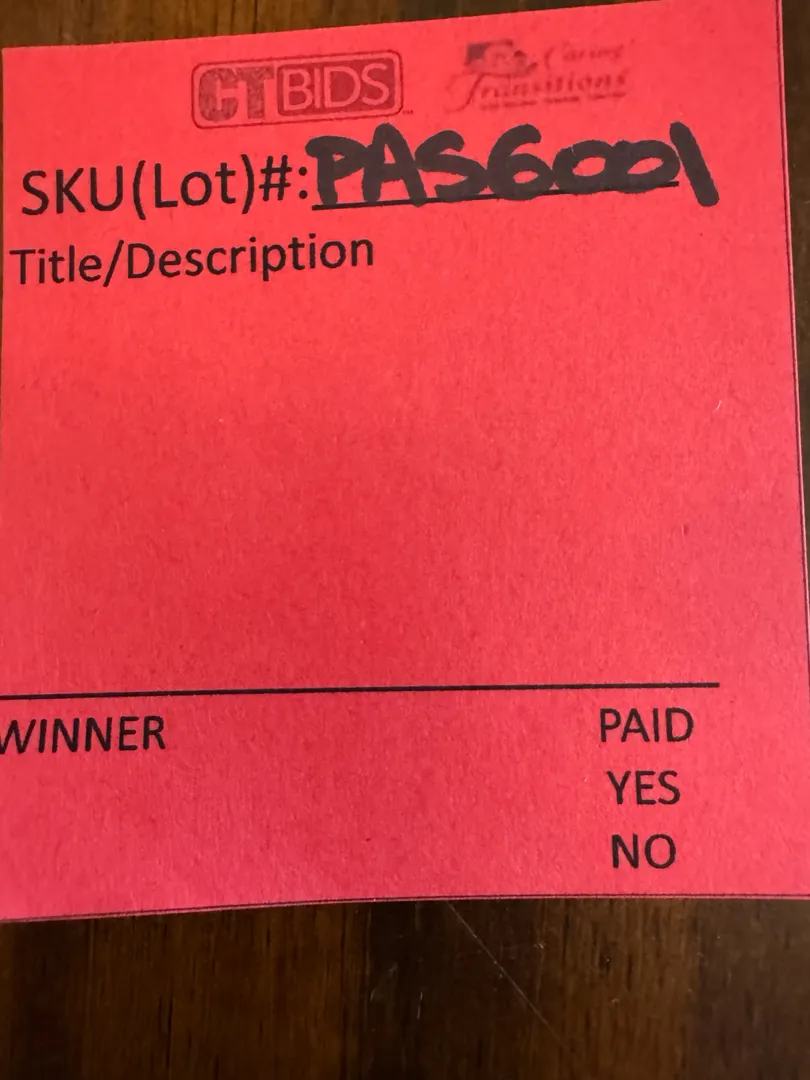 CTBIDS Caring Transitions
SKU(Lot)#: PAS6001
Title/Description
WINNER PAID
YES
NO